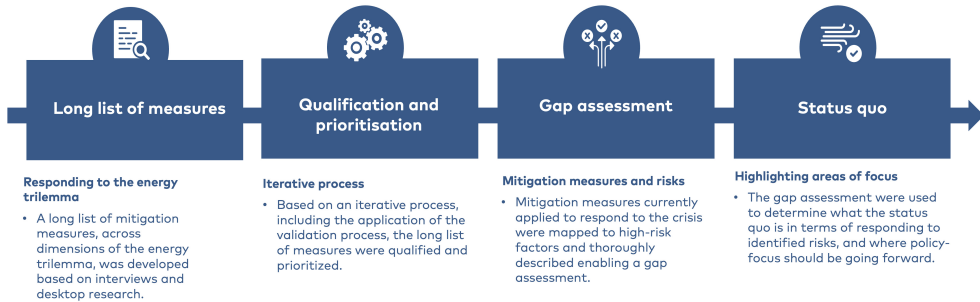 Long list of measures
Qualification and
prioritisation
Gap assessment
Status quo
Responding to the energy
trilemma
• A long list of mitigation
measures, across
dimensions of the energy
trilemma, was developed
based on interviews and
desktop research.
Iterative process
• Based on an iterative process,
including the application of the
validation process, the long list
of measures were qualified and
prioritized.
Mitigation measures and risks
• Mitigation measures currently
applied to respond to the crisis
were mapped to high-risk
factors and thoroughly
described enabling a gap
assessment.
Highlighting areas of focus
• The gap assessment were used
to determine what the status
quo is in terms of responding to
identified risks, and where policy-
focus should be going forward.